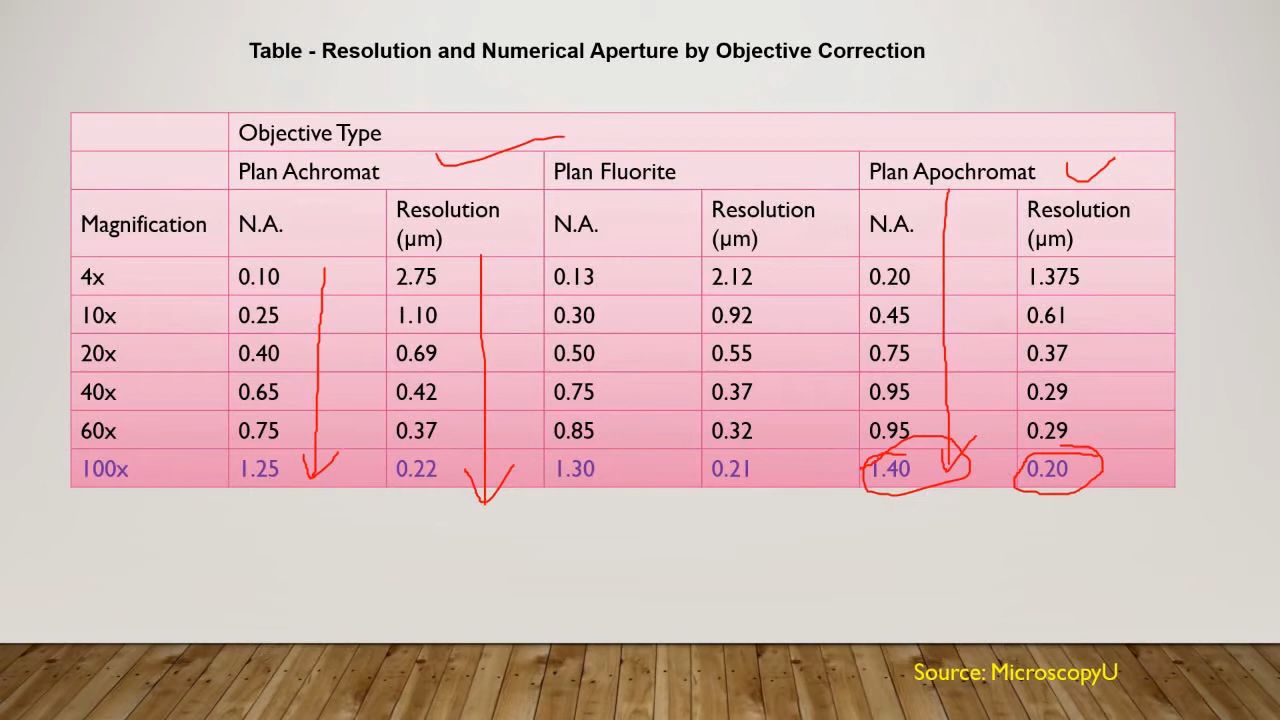 Table - Resolution and Numerical Aperture by Objective Correction
Objective Type
Plan Achromat Plan Fluorite Plan Apochromat
Magnification N.A. Resolution (µm) N.A. Resolution (µm) N.A. Resolution (µm)
4x 0.10 2.75 0.13 2.12 0.20 1.375
10x 0.25 1.10 0.30 0.92 0.45 0.61
20x 0.40 0.69 0.50 0.55 0.75 0.37
40x 0.65 0.42 0.75 0.37 0.95 0.29
60x 0.75 0.37 0.85 0.32 0.95 0.29
100x 1.25 0.22 1.30 0.21 1.40 0.20
Source: MicroscopyU